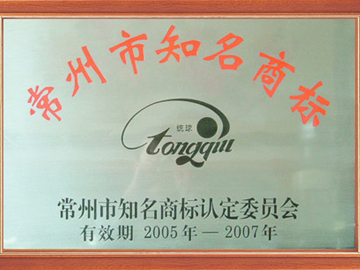 常州市知名商标
统球
tongqiu
常州市知名商标认定委员会
有效期 2005年—2007年